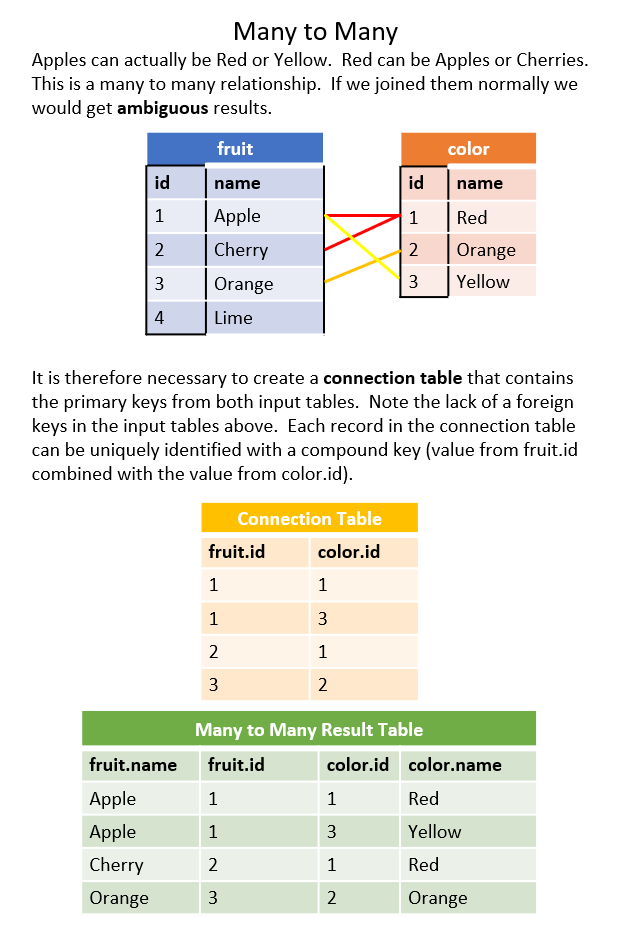 Many to Many
Apples can actually be Red or Yellow.  Red can be Apples or Cherries.
This is a many to many relationship.  If we joined them normally we
would get ambiguous results.
fruit
id name
1 Apple
2 Cherry
3 Orange
4 Lime
color
id name
1 Red
2 Orange
3 Yellow
It is therefore necessary to create a connection table that contains
the primary keys from both input tables.  Note the lack of a foreign
keys in the input tables above.  Each record in the connection table
can be uniquely identified with a compound key (value from fruit.id
combined with the value from color.id).
Connection Table
fruit.id color.id
1 1
1 3
2 1
3 2
Many to Many Result Table
fruit.name fruit.id color.id color.name
Apple 1 1 Red
Apple 1 3 Yellow
Cherry 2 1 Red
Orange 3 2 Orange